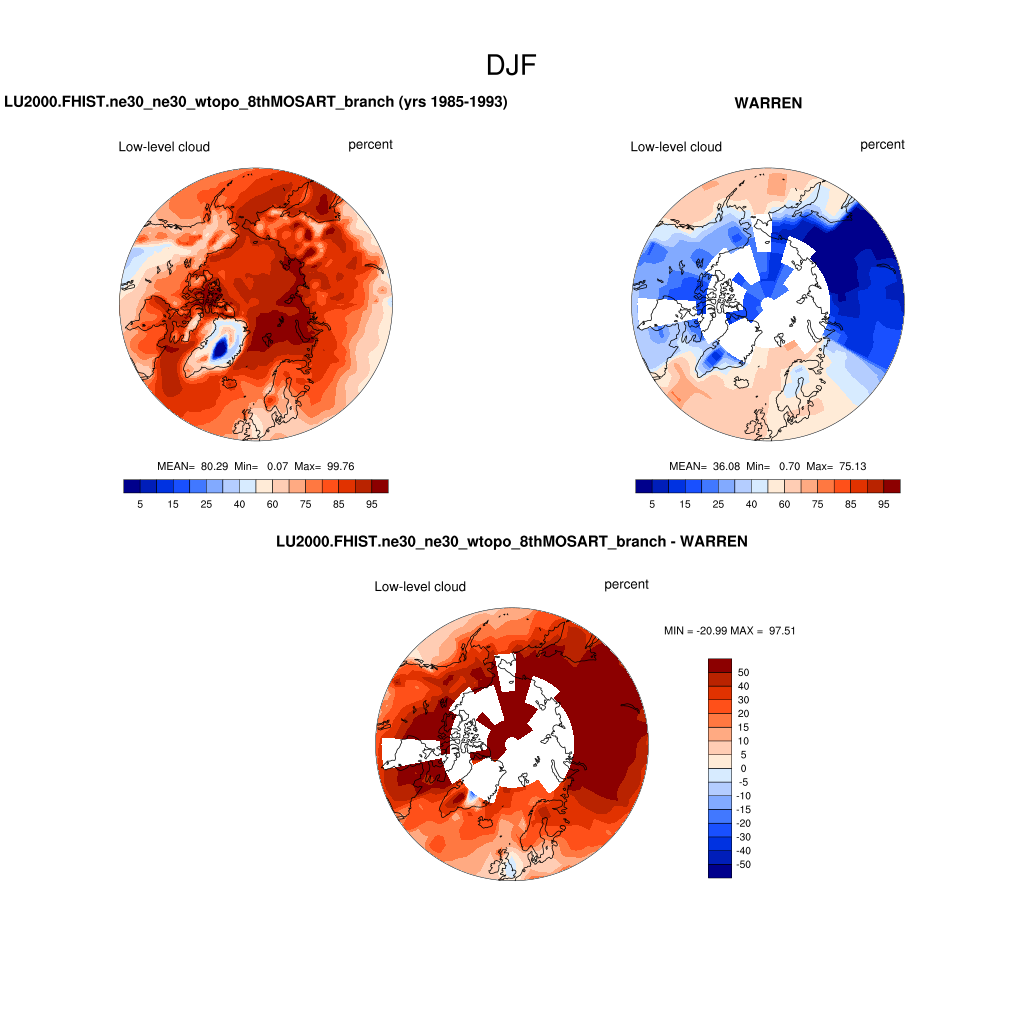 DJF
LU2000.FHIST.ne30_ne30_wtopo_8thMOSART_branch (yrs 1985-1993)
WARREN
Low-level cloud percent
Low-level cloud percent
MEAN= 80.29 Min= 0.07 Max= 99.76
MEAN= 36.08 Min= 0.70 Max= 75.13
5 15 25 40 60 75 85 95
5 15 25 40 60 75 85 95
LU2000.FHIST.ne30_ne30_wtopo_8thMOSART_branch - WARREN
Low-level cloud percent
MIN = -20.99 MAX = 97.51
50
40
30
20
15
10
5
0
-5
-10
-15
-20
-30
-40
-50